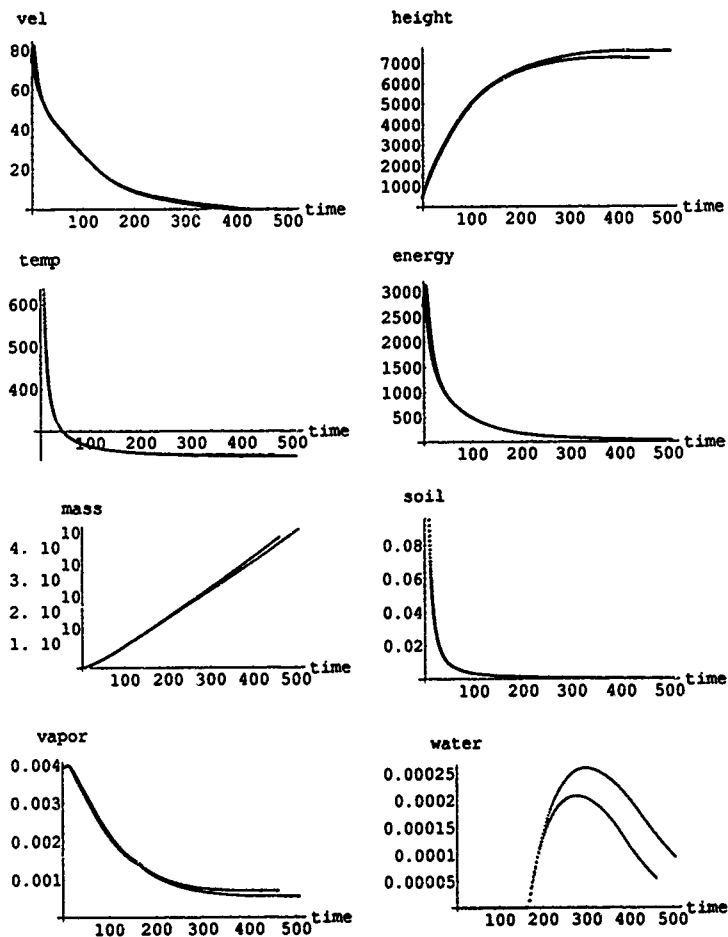 vel
80
60
40
20
100 200 300 400 500 time
height
7000
6000
5000
4000
3000
2000
1000
100 200 300 400 500 time
temp
600
500
400
100 200 300 400 500 time
energy
3000
2500
2000
1500
1000
500
100 200 300 400 500 time
mass
4. 10^10
3. 10^10
2. 10^10
1. 10^10
100 200 300 400 500 time
soil
0.08
0.06
0.04
0.02
100 200 300 400 500 time
vapor
0.004
0.003
0.002
0.001
100 200 300 400 500 time
water
0.00025
0.0002
0.00015
0.0001
0.00005
100 200 300 400 500 time